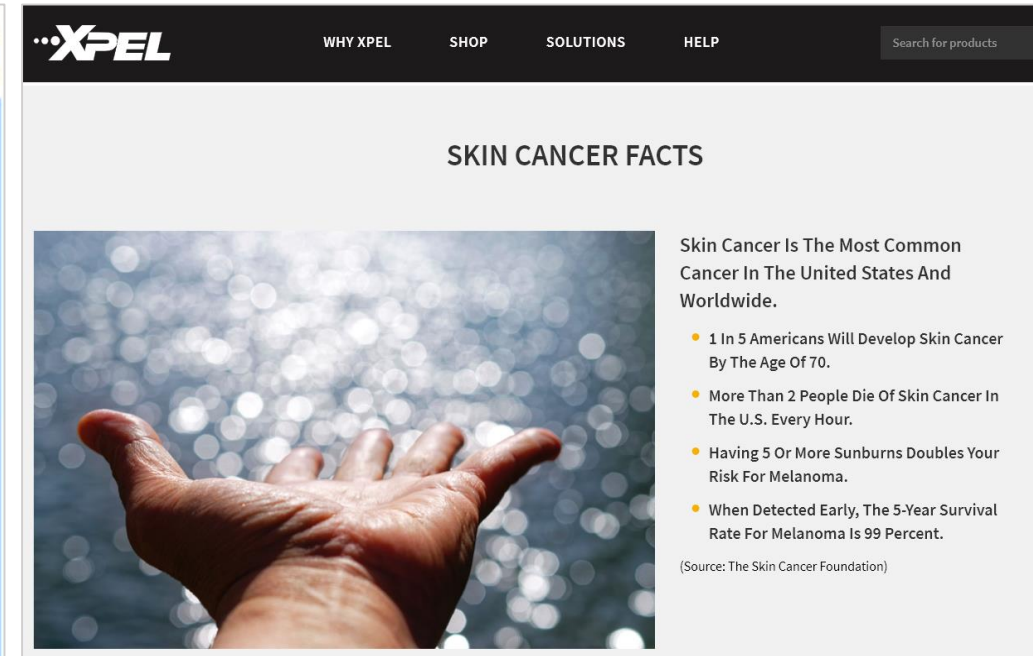 XPEL
WHY XPEL
SHOP
SOLUTIONS
HELP
Search for products
SKIN CANCER FACTS
Skin Cancer Is The Most Common
Cancer In The United States And
Worldwide.
1 In 5 Americans Will Develop Skin Cancer
By The Age Of 70.
More Than 2 People Die Of Skin Cancer In
The U.S. Every Hour.
Having 5 Or More Sunburns Doubles Your
Risk For Melanoma.
When Detected Early, The 5-Year Survival
Rate For Melanoma Is 99 Percent.
(Source: The Skin Cancer Foundation)